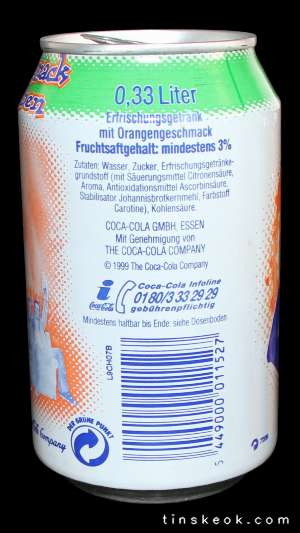 0,33 Liter
Erfrischungsgetränk
mit Orangengeschmack
Fruchtsaftgehalt: mindestens 3%
Zutaten: Wasser, Zucker, Erfrischungsgetränke-
grundstoff (mit Säuerungsmittel Citronensäure,
Aroma, Antioxidationsmittel Ascorbinsäure,
Stabilisator Johannisbrotkernmehl, Farbstoff
Carotine), Kohlensäure.
COCA-COLA GMBH, ESSEN
Mit Genehmigung von
THE COCA-COLA COMPANY
© 1999 The Coca-Cola Company
Coca-Cola Infoline
0180/3 33 29 29
gebührenpflichtig
Mindestens haltbar bis Ende: siehe Dosenboden
L9CH07B
5 449000 011527
DER GRÜNE PUNKT
Company
tinskeok.com